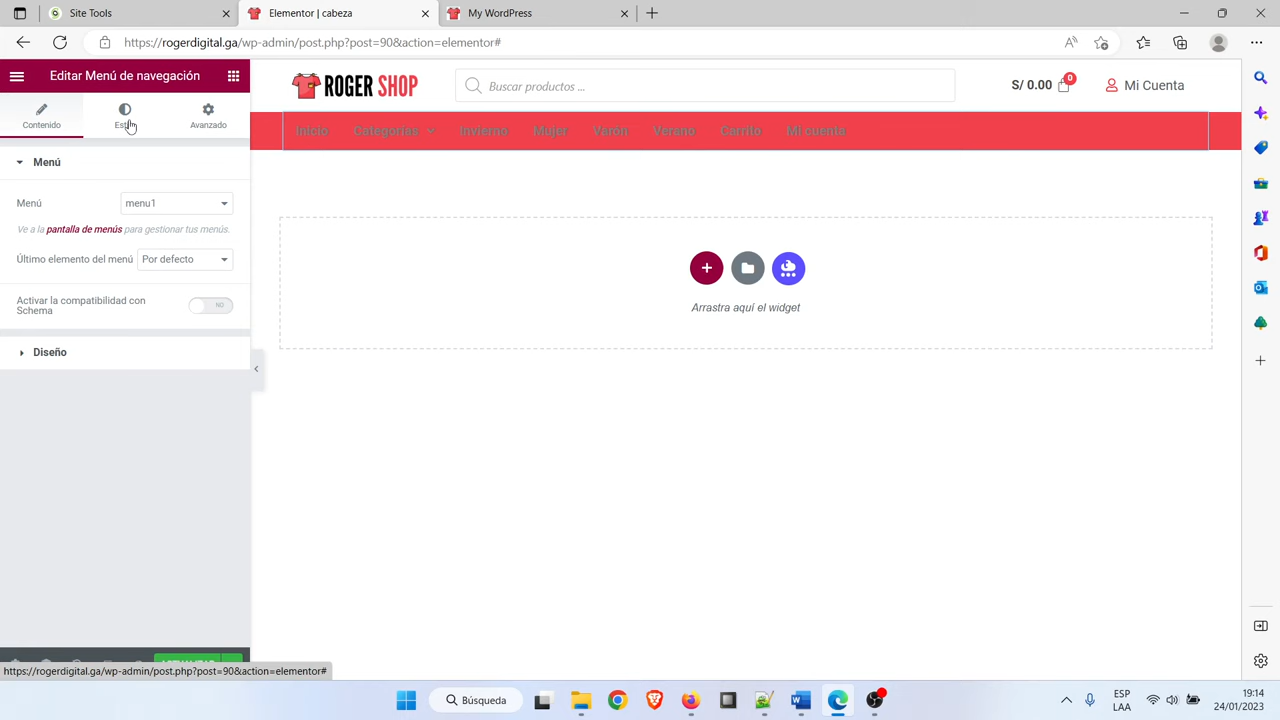 Site Tools
Elementor | cabeza
My WordPress
https://rogerdigital.ga/wp-admin/post.php?post=90&action=elementor#
Editar Menú de navegación
Contenido
Avanzado
Menú
Menú
menu1
Ve a la pantalla de menús para gestionar tus menús.
Último elemento del menú
Por defecto
Activar la compatibilidad con
Schema
NO
Diseño
ROGER SHOP
Buscar productos ...
S/ 0.00
0
Mi Cuenta
Inicio
Categorías
Invierno
Mujer
Varón
Verano
Carrito
Mi cuenta
Arrastra aquí el widget
https://rogerdigital.ga/wp-admin/post.php?post=90&action=elementor#
Búsqueda
ESP
LAA
19:14
24/01/2023